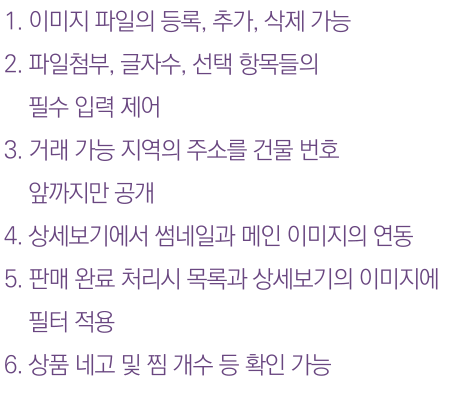 1. 이미지 파일의 등록, 추가, 삭제 가능
2. 파일첨부, 글자수, 선택 항목들의
필수 입력 제어
3. 거래 가능 지역의 주소를 건물 번호
앞까지만 공개
4. 상세보기에서 썸네일과 메인 이미지의 연동
5. 판매 완료 처리시 목록과 상세보기의 이미지에
필터 적용
6. 상품 네고 및 찜 개수 등 확인 가능